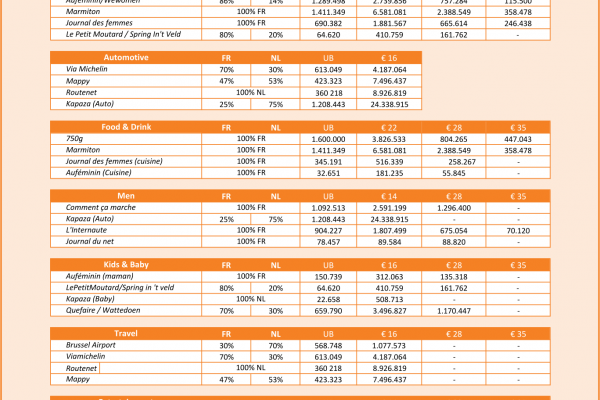 Auféminin/Wewomen 86% 14% 1.289.498 2.739.856 757.284 115.500
Marmiton 100% FR 1.411.349 6.581.081 2.388.549 358.478
Journal des femmes 100% FR 690.382 1.881.567 665.614 246.438
Le Petit Moutard / Spring In't Veld 80% 20% 64.620 410.759 161.762 -
Automotive FR NL UB € 16
Via Michelin 70% 30% 613.049 4.187.064
Mappy 47% 53% 423.323 7.496.437
Routenet 100% NL 360 218 8.926.819
Kapaza (Auto) 25% 75% 1.208.443 24.338.915
Food & Drink FR NL UB € 22 € 28 € 35
750g 100% FR 1.600.000 3.826.533 804.265 447.043
Marmiton 100% FR 1.411.349 6.581.081 2.388.549 358.478
Journal des femmes (cuisine) 100% FR 345.191 516.339 258.267 -
Auféminin (Cuisine) 100% FR 32.651 181.235 55.845 -
Men FR NL UB € 14 € 28 € 35
Comment ça marche 100% FR 1.092.513 2.591.199 1.296.400 -
Kapaza (Auto) 25% 75% 1.208.443 24.338.915 - -
L'Internaute 100% FR 904.227 1.807.499 675.054 70.120
Journal du net 100% FR 78.457 89.584 88.820 -
Kids & Baby FR NL UB € 16 € 28 € 35
Auféminin (maman) 100% FR 150.739 312.063 135.318 -
LePetitMoutard/Spring in 't veld 80% 20% 64.620 410.759 161.762 -
Kapaza (Baby) 100% NL 22.658 508.713 - -
Quefaire / Wattedoen 70% 30% 659.790 3.496.827 1.170.447 -
Travel FR NL UB € 16 € 28 € 35
Brussel Airport 30% 70% 568.748 1.077.573 - -
Viamichelin 70% 30% 613.049 4.187.064 - -
Routenet 100% NL 360 218 8.926.819 - -
Mappy 47% 53% 423.323 7.496.437 - -